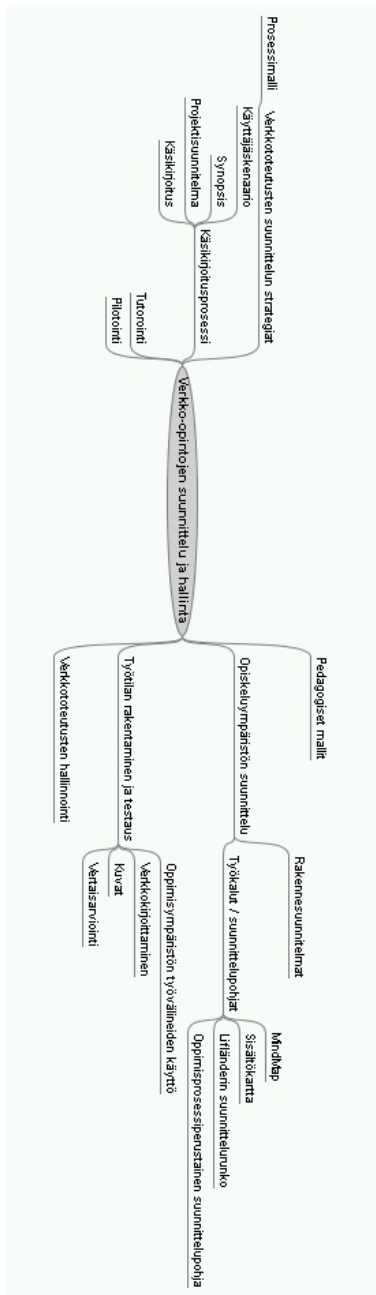 Prosessimalli
Verkkototeutusten suunnittelun strategiat
Käyttäjäskenaario
Synopsis
Projektisuunnitelma
Käsikirjoitus
Käsikirjoitusprosessi
Tutorointi
Pilotointi
Verkko-opintojen suunnittelu ja hallinta
Pedagogiset mallit
Opiskeluympäristön suunnittelu
Rakennesuunnitelmat
Työkalut / suunnittelupohjat
MindMap
Sisältökartta
Lifländerin suunnittelurunko
Oppimisprosessiperustainen suunnittelupohja
Työtilan rakentaminen ja testaus
Oppimisympäristön työvälineiden käyttö
Verkkokirjoittaminen
Kuvat
Vertaisarviointi
Verkkototeutusten hallinnointi